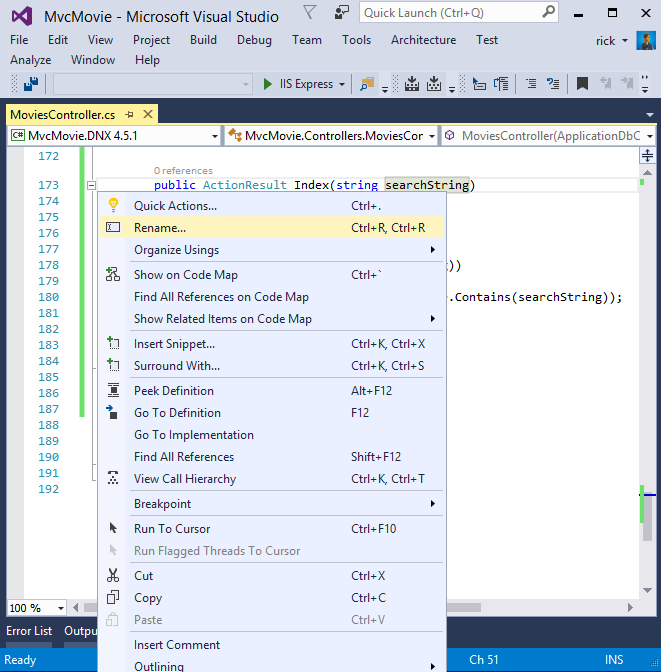 MvcMovie - Microsoft Visual Studio
Quick Launch (Ctrl+Q)
File Edit View Project Build Debug Team Tools Architecture Test rick
Analyze Window Help
IIS Express
MoviesController.cs
C# MvcMovie.DNX 4.5.1 MvcMovie.Controllers.MoviesCor MoviesController(ApplicationDbC
172
0 references
173 public ActionResult Index(string searchString)
174
175
176
177
178 ))
179
180 .Contains(searchString));
181
182
183
184
185
186
187
188
189
190
191
192
Quick Actions... Ctrl+.
Rename... Ctrl+R, Ctrl+R
Organize Usings
Show on Code Map Ctrl+`
Find All References on Code Map
Show Related Items on Code Map
Insert Snippet... Ctrl+K, Ctrl+X
Surround With... Ctrl+K, Ctrl+S
Peek Definition Alt+F12
Go To Definition F12
Go To Implementation
Find All References Shift+F12
View Call Hierarchy Ctrl+K, Ctrl+T
Breakpoint
Run To Cursor Ctrl+F10
Run Flagged Threads To Cursor
Cut Ctrl+X
Copy Ctrl+C
Paste Ctrl+V
Insert Comment
Outlining
100 %
Error List Outpu
Ready Ch 51 INS